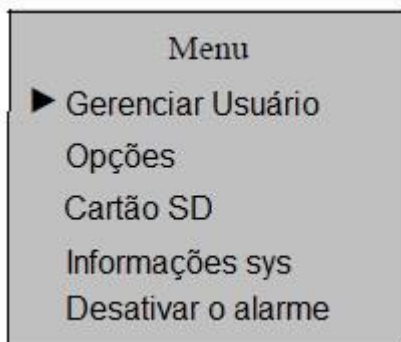 Menu
Gerenciar Usuário
Opções
Cartão SD
Informações sys
Desativar o alarme